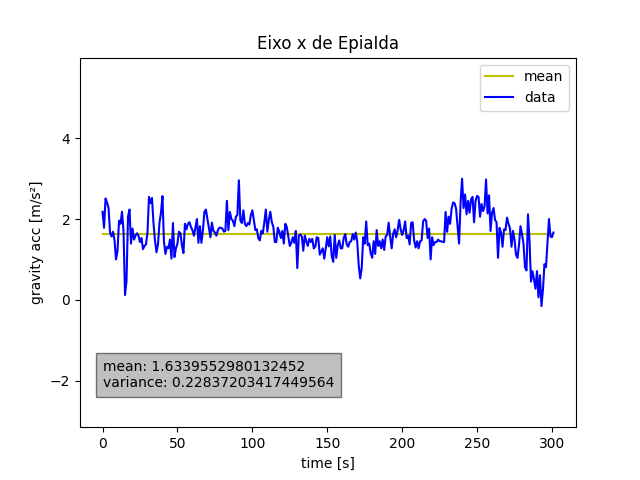 Eixo x de EpiaIda
mean
data
gravity acc [m/s²]
4
2
0
−2
mean: 1.6339552980132452
variance: 0.22837203417449564
0 50 100 150 200 250 300
time [s]